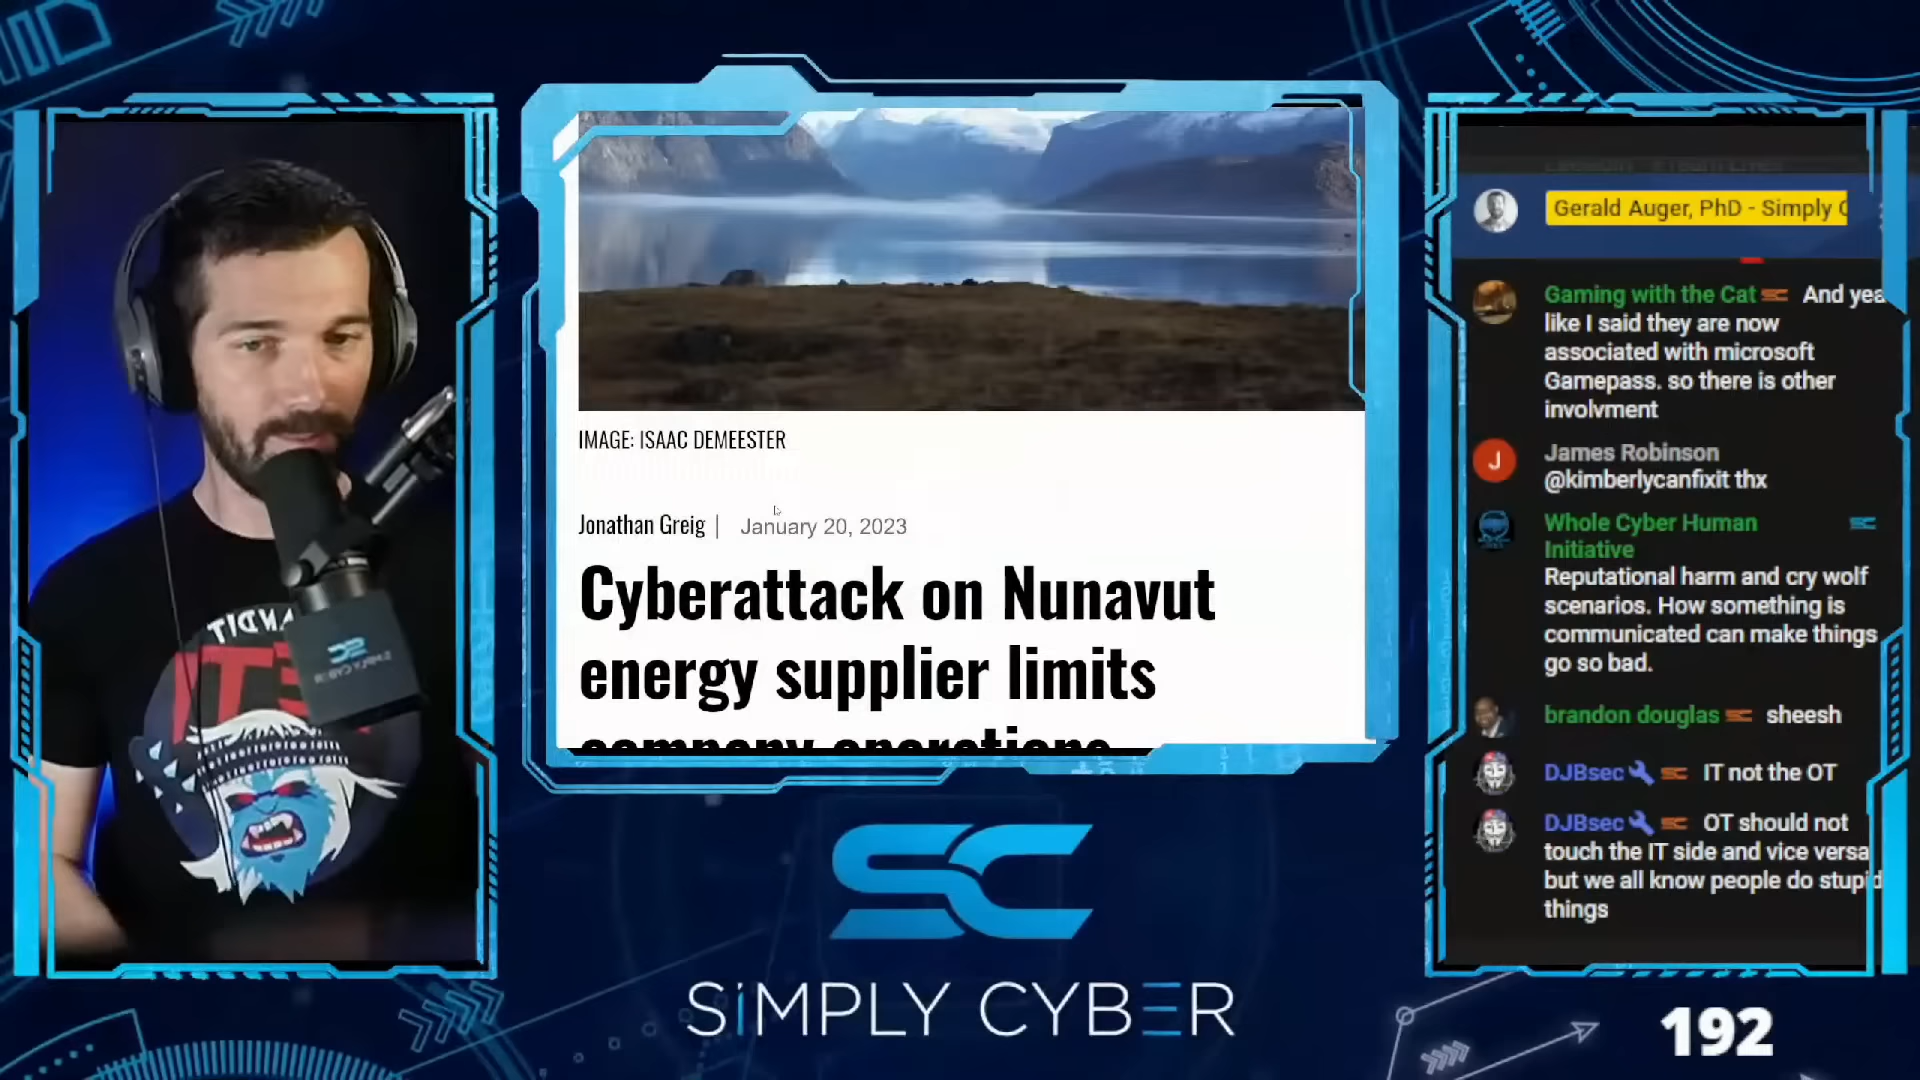 IMAGE: ISAAC DEMEESTER
Jonathan Greig | January 20, 2023
Cyberattack on Nunavut
energy supplier limits
company operations
SC
SiMPLY CYBER
Gerald Auger, PhD - Simply C
Gaming with the Cat And yea
like I said they are now
associated with microsoft
Gamepass. so there is other
involvment
J
James Robinson
@kimberlycanfixit thx
Whole Cyber Human
Initiative
Reputational harm and cry wolf
scenarios. How something is
communicated can make things
go so bad.
brandon douglas sheesh
DJBsec IT not the OT
DJBsec OT should not
touch the IT side and vice versa
but we all know people do stupid
things
192